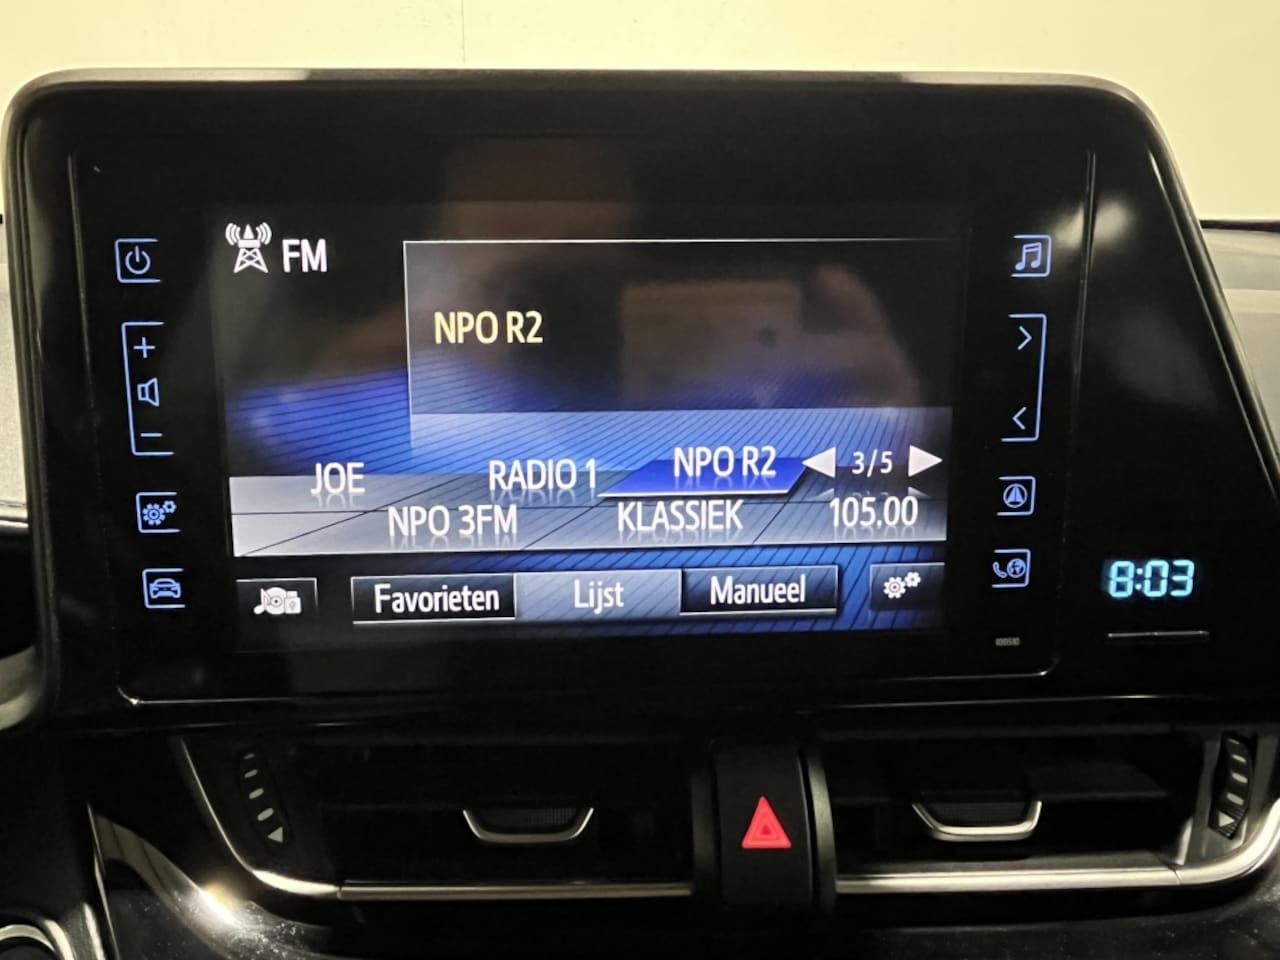 FM
NPO R2
JOE RADIO 1 NPO R2 3/5
NPO 3FM KLASSIEK 105.00
Favorieten Lijst Manueel
8:03